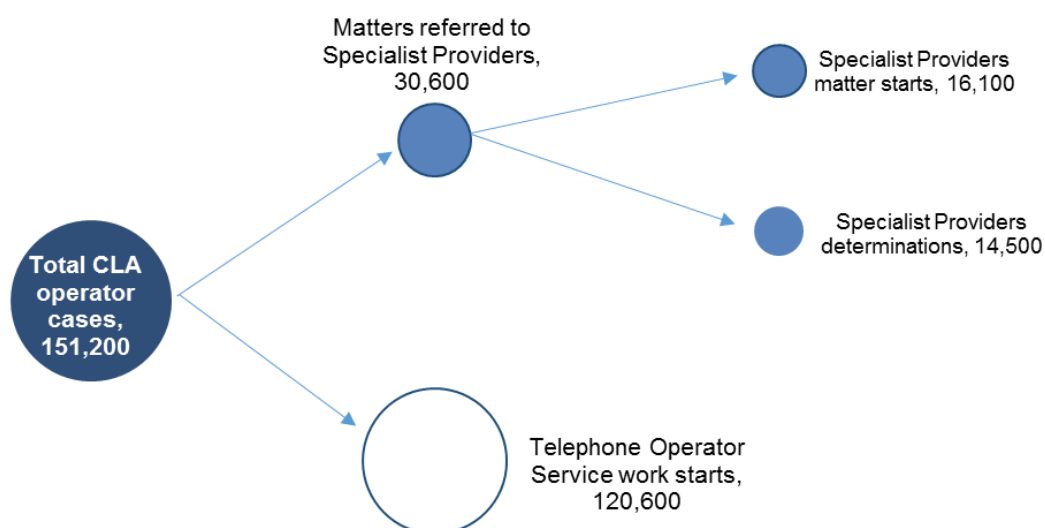 Matters referred to
Specialist Providers,
30,600
Specialist Providers
matter starts, 16,100
Specialist Providers
determinations, 14,500
Total CLA
operator
cases,
151,200
Telephone Operator
Service work starts,
120,600